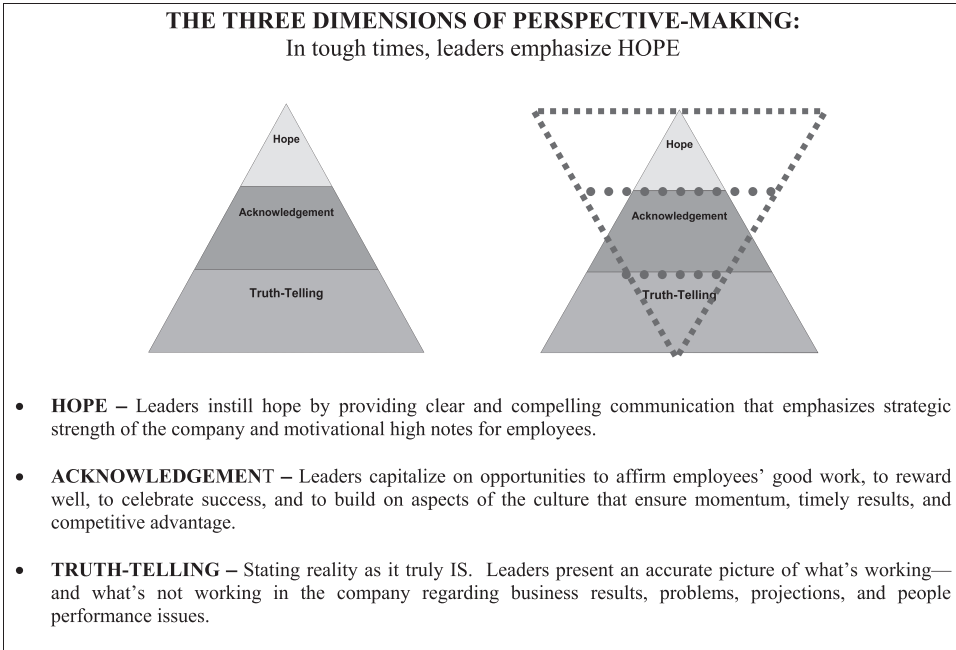 THE THREE DIMENSIONS OF PERSPECTIVE-MAKING:
In tough times, leaders emphasize HOPE
Hope
Acknowledgement
Truth-Telling
Hope
Acknowledgement
Truth-Telling
• HOPE – Leaders instill hope by providing clear and compelling communication that emphasizes strategic
strength of the company and motivational high notes for employees.
• ACKNOWLEDGEMENT – Leaders capitalize on opportunities to affirm employees’ good work, to reward
well, to celebrate success, and to build on aspects of the culture that ensure momentum, timely results, and
competitive advantage.
• TRUTH-TELLING – Stating reality as it truly IS.  Leaders present an accurate picture of what’s working—
and what’s not working in the company regarding business results, problems, projections, and people
performance issues.